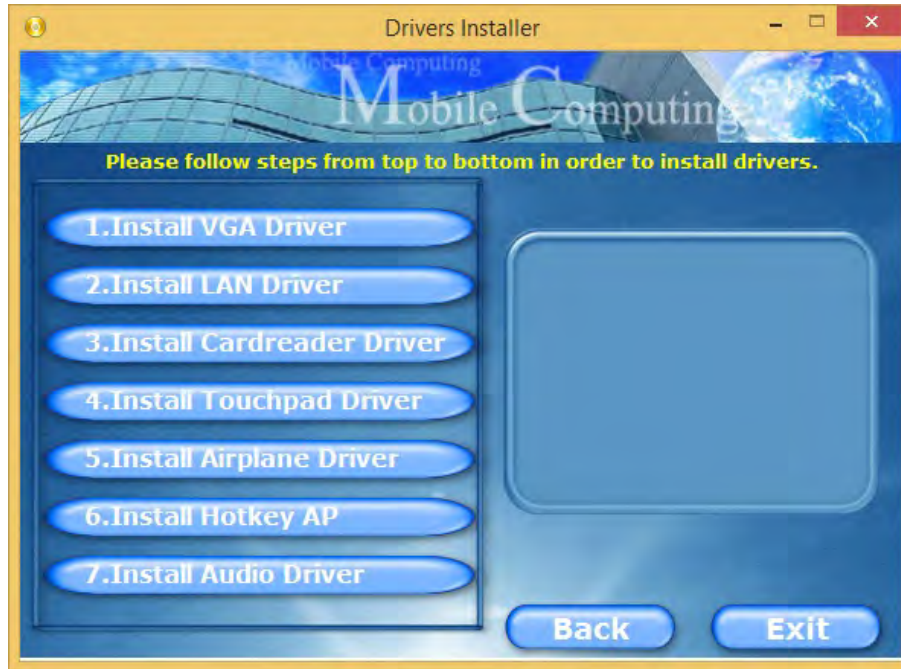 Drivers Installer
Mobile Computing
Mobile Computing
Please follow steps from top to bottom in order to install drivers.
1.Install VGA Driver
2.Install LAN Driver
3.Install Cardreader Driver
4.Install Touchpad Driver
5.Install Airplane Driver
6.Install Hotkey AP
7.Install Audio Driver
Back Exit